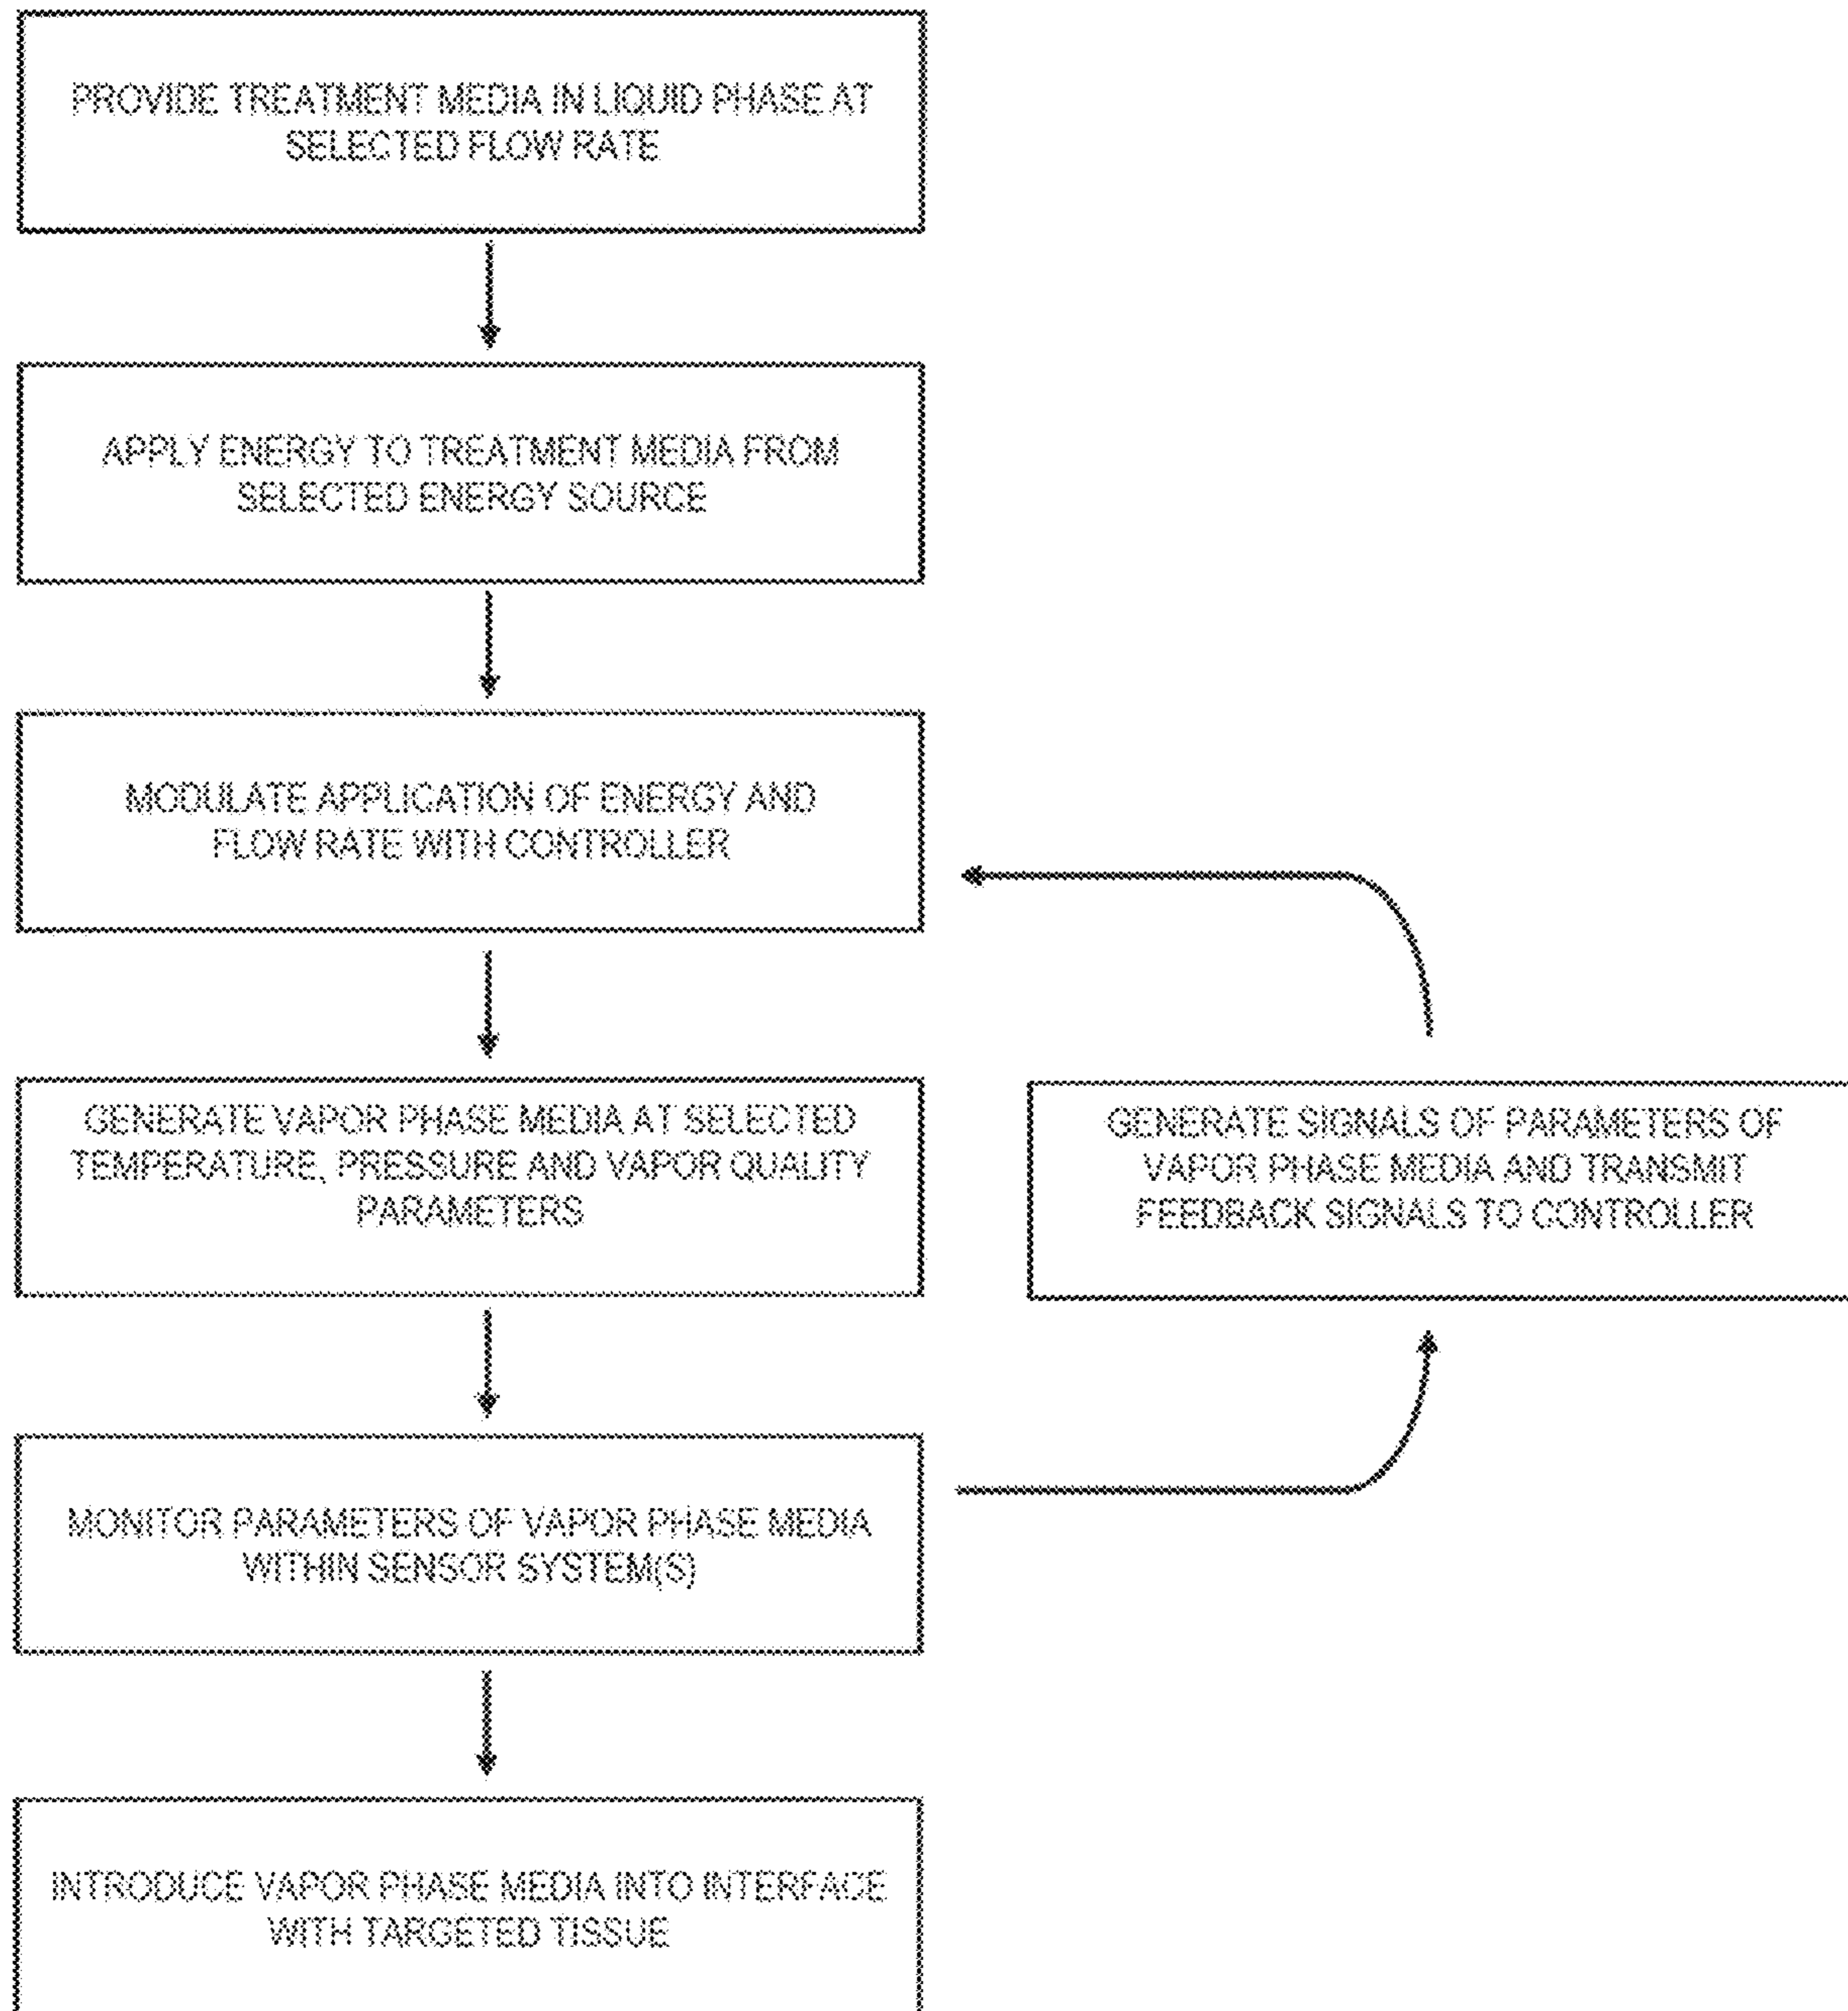 PROVIDE TREATMENT MEDIA IN LIQUID PHASE AT
SELECTED FLOW RATE
APPLY ENERGY TO TREATMENT MEDIA FROM
SELECTED ENERGY SOURCE
MODULATE APPLICATION OF ENERGY AND
FLOW RATE WITH CONTROLLER
GENERATE VAPOR PHASE MEDIA AT SELECTED
TEMPERATURE, PRESSURE AND VAPOR QUALITY
PARAMETERS
GENERATE SIGNALS OF PARAMETERS OF
VAPOR PHASE MEDIA AND TRANSMIT
FEEDBACK SIGNALS TO CONTROLLER
MONITOR PARAMETERS OF VAPOR PHASE MEDIA
WITHIN SENSOR SYSTEM(S)
INTRODUCE VAPOR PHASE MEDIA INTO INTERFACE
WITH TARGETED TISSUE